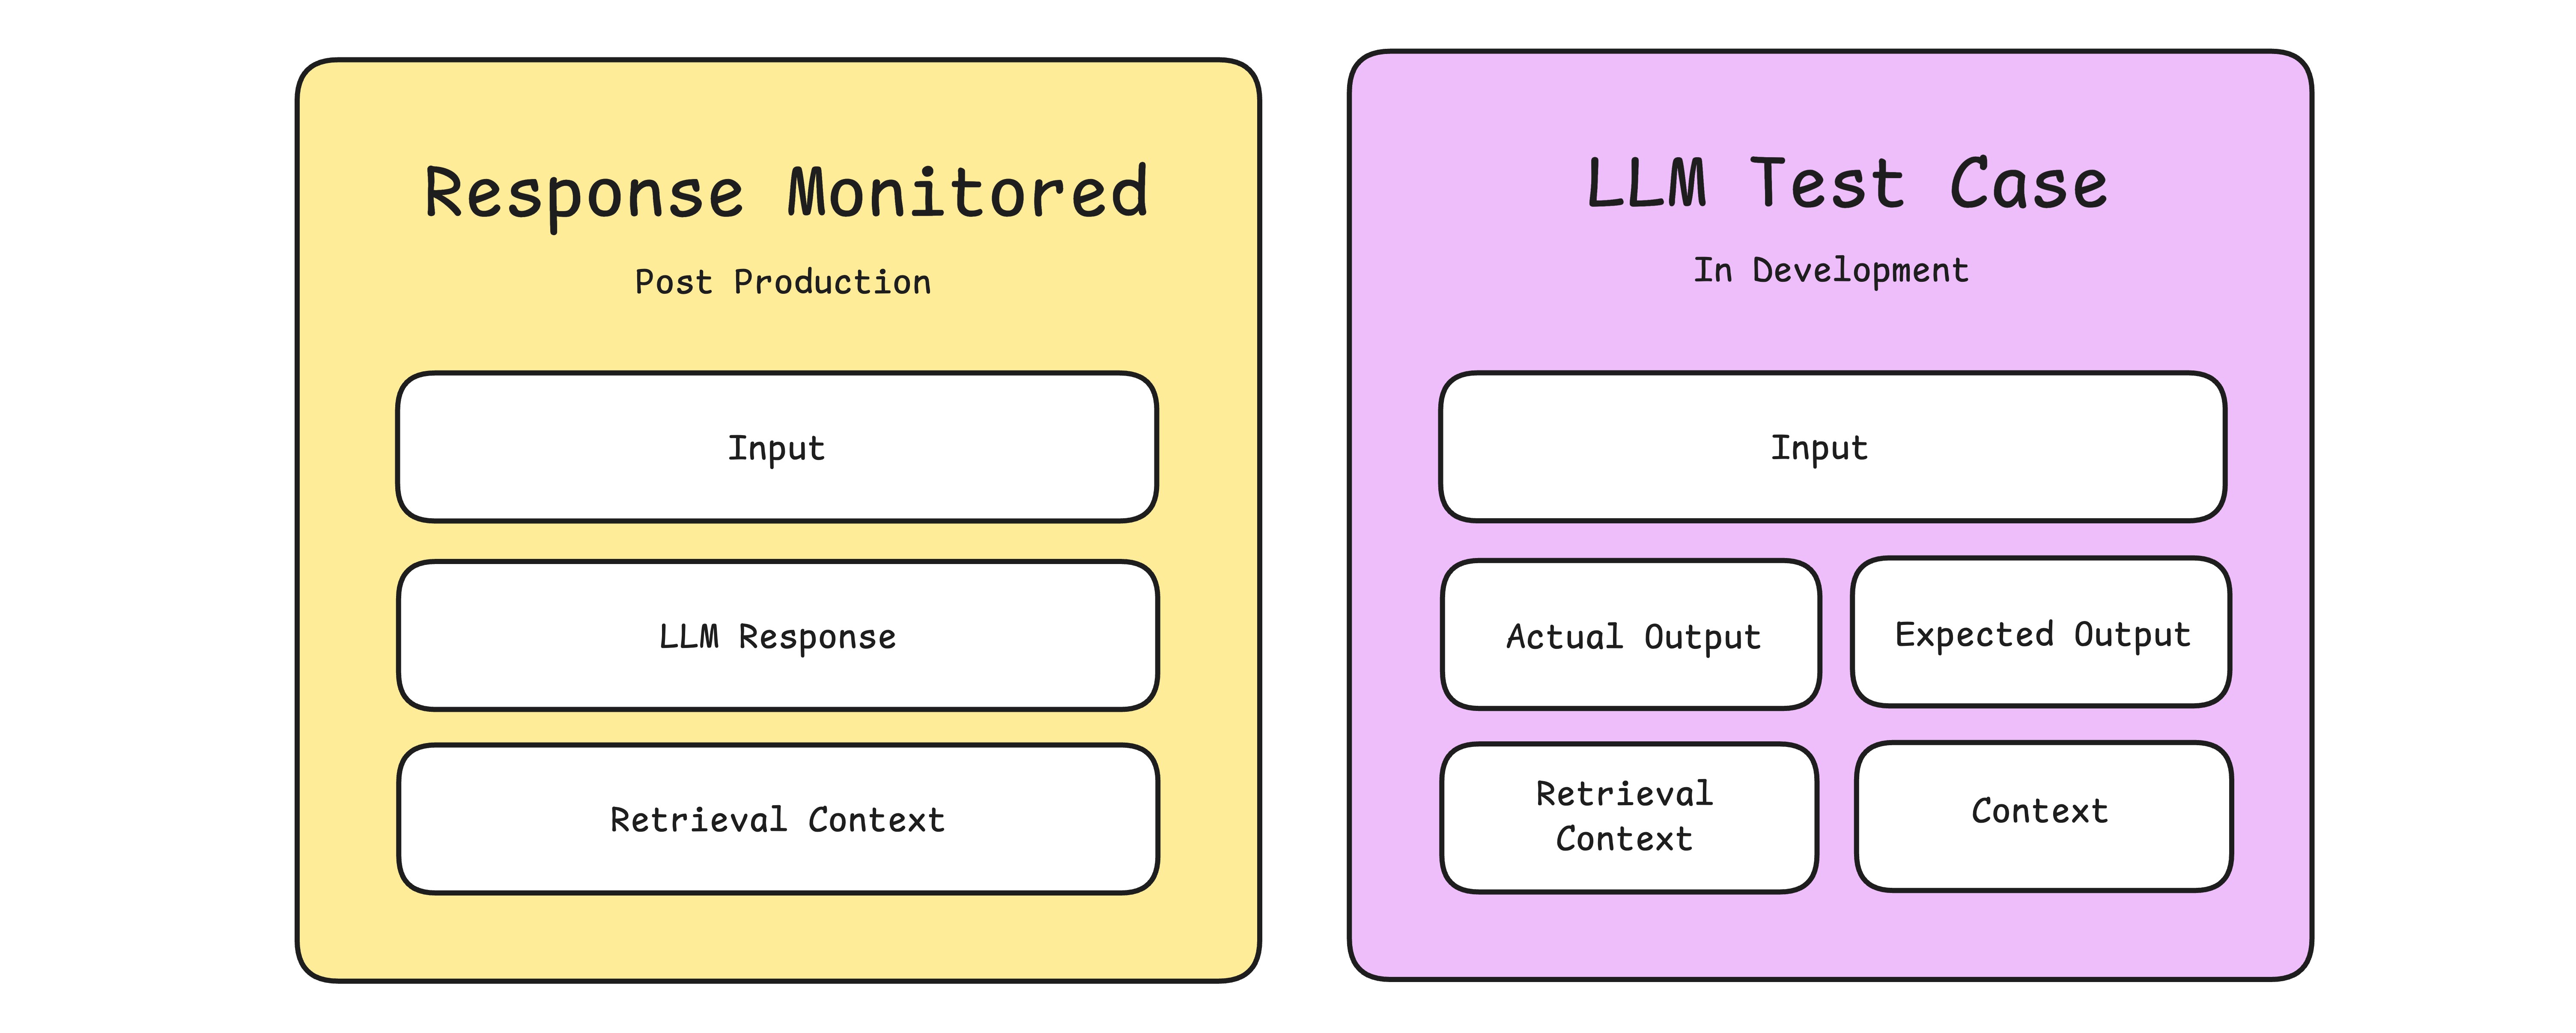 Response Monitored
Post Production
Input
LLM Response
Retrieval Context
LLM Test Case
In Development
Input
Actual Output
Expected Output
Retrieval
Context
Context